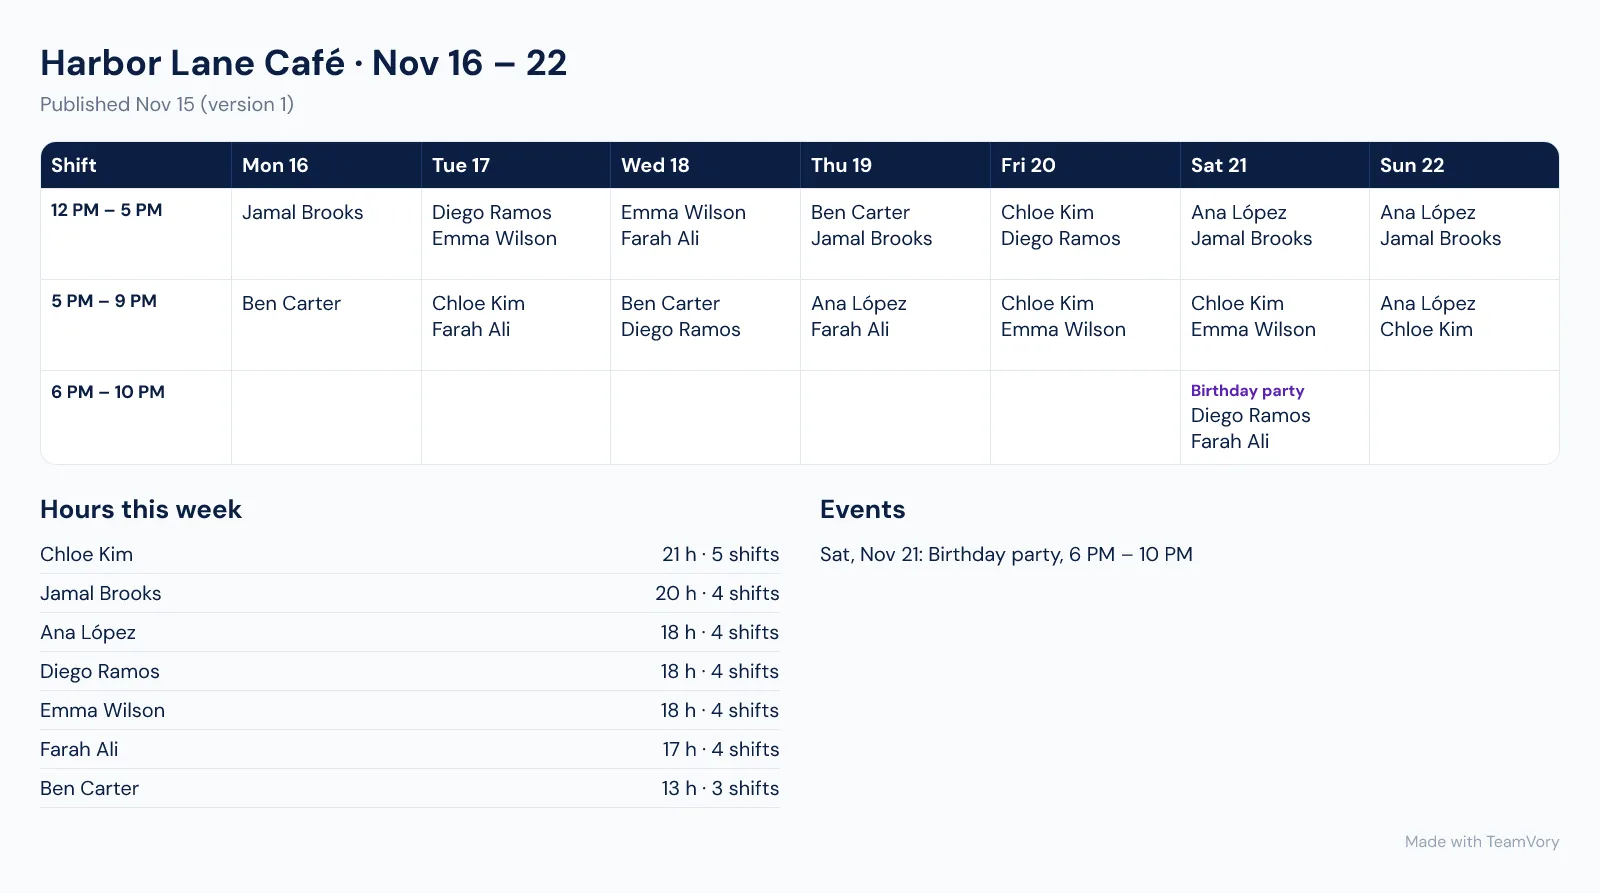 Harbor Lane Café · Nov 16 – 22
Published Nov 15 (version 1)
Shift Mon 16 Tue 17 Wed 18 Thu 19 Fri 20 Sat 21 Sun 22
12 PM – 5 PM Jamal Brooks Diego Ramos Emma Wilson Ben Carter Chloe Kim Ana López Ana López
Emma Wilson Farah Ali Jamal Brooks Diego Ramos Jamal Brooks Jamal Brooks
5 PM – 9 PM Ben Carter Chloe Kim Ben Carter Ana López Chloe Kim Chloe Kim Ana López
Farah Ali Diego Ramos Farah Ali Emma Wilson Emma Wilson Chloe Kim
6 PM – 10 PM Birthday party
Diego Ramos
Farah Ali
Hours this week
Chloe Kim 21 h · 5 shifts
Jamal Brooks 20 h · 4 shifts
Ana López 18 h · 4 shifts
Diego Ramos 18 h · 4 shifts
Emma Wilson 18 h · 4 shifts
Farah Ali 17 h · 4 shifts
Ben Carter 13 h · 3 shifts
Events
Sat, Nov 21: Birthday party, 6 PM – 10 PM
Made with TeamVory